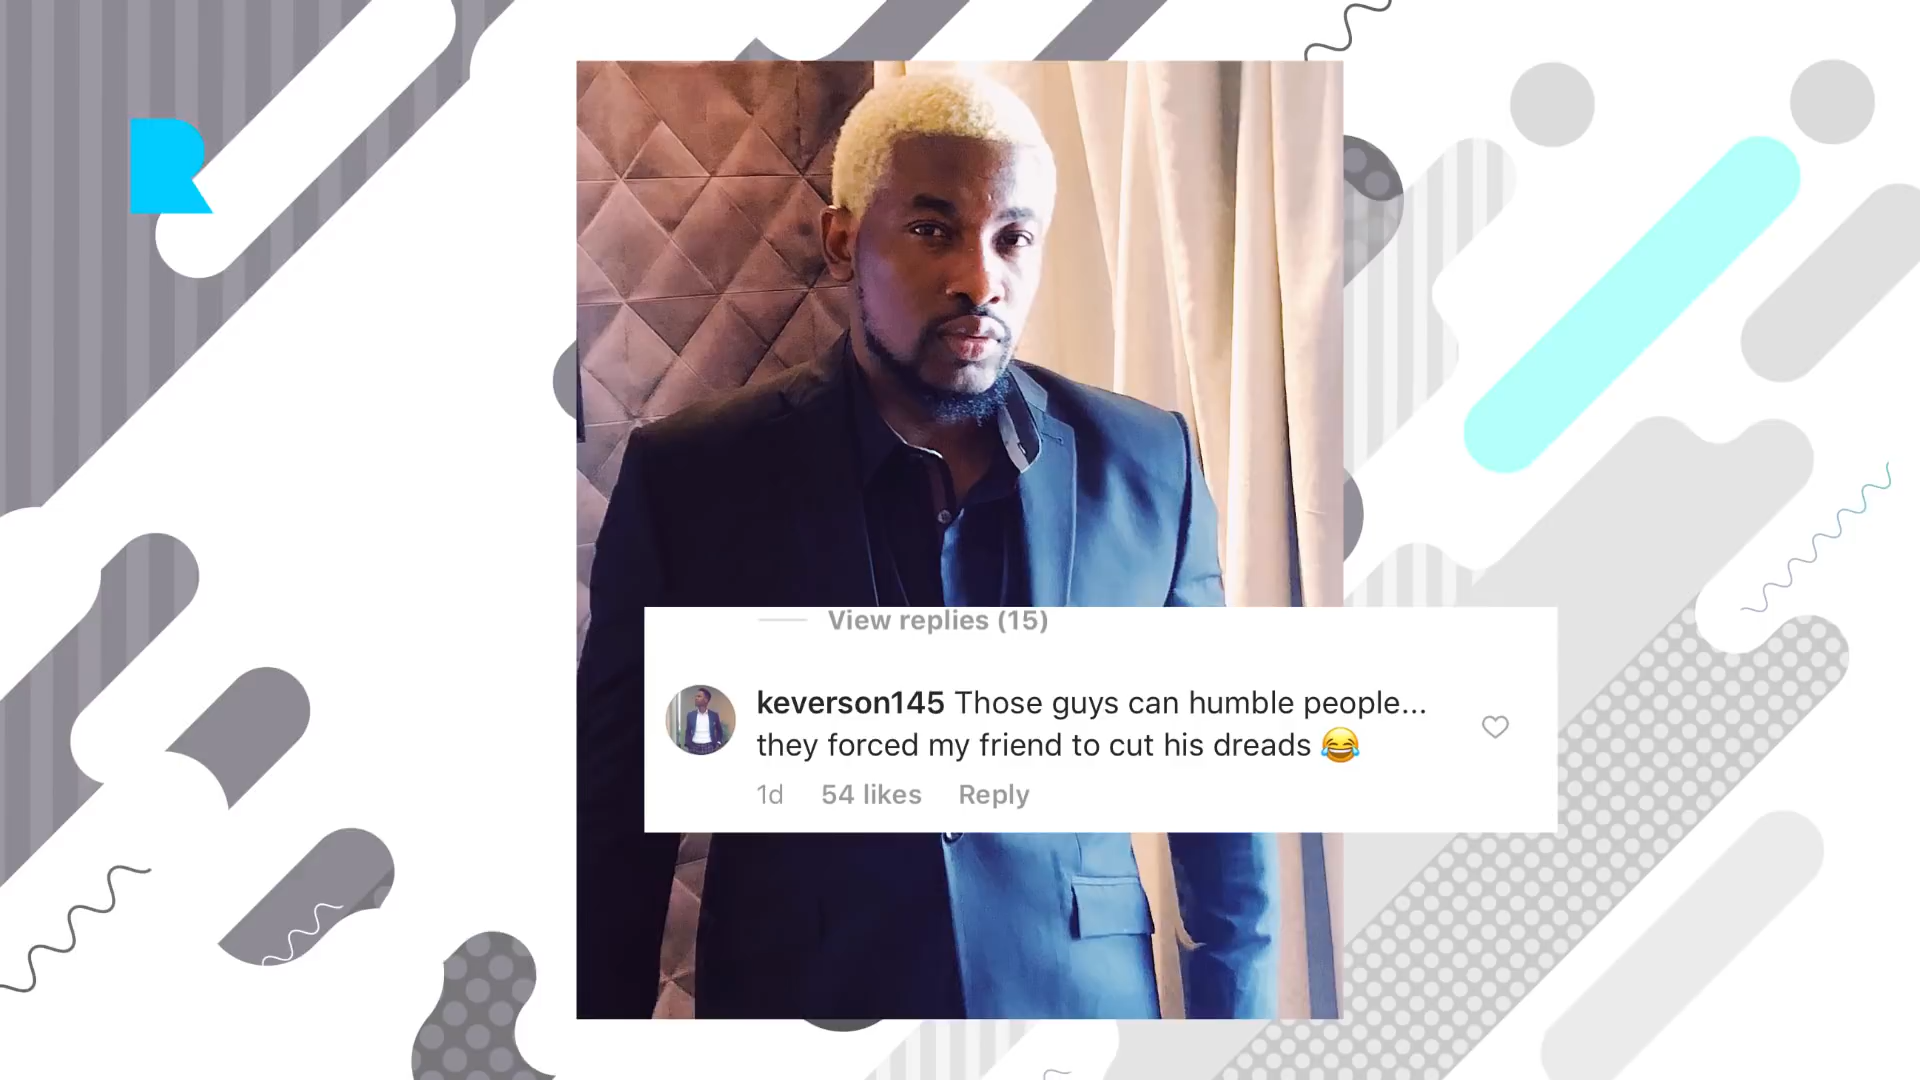 R
View replies (15)
keverson145 Those guys can humble people...
they forced my friend to cut his dreads 😂
1d 54 likes Reply